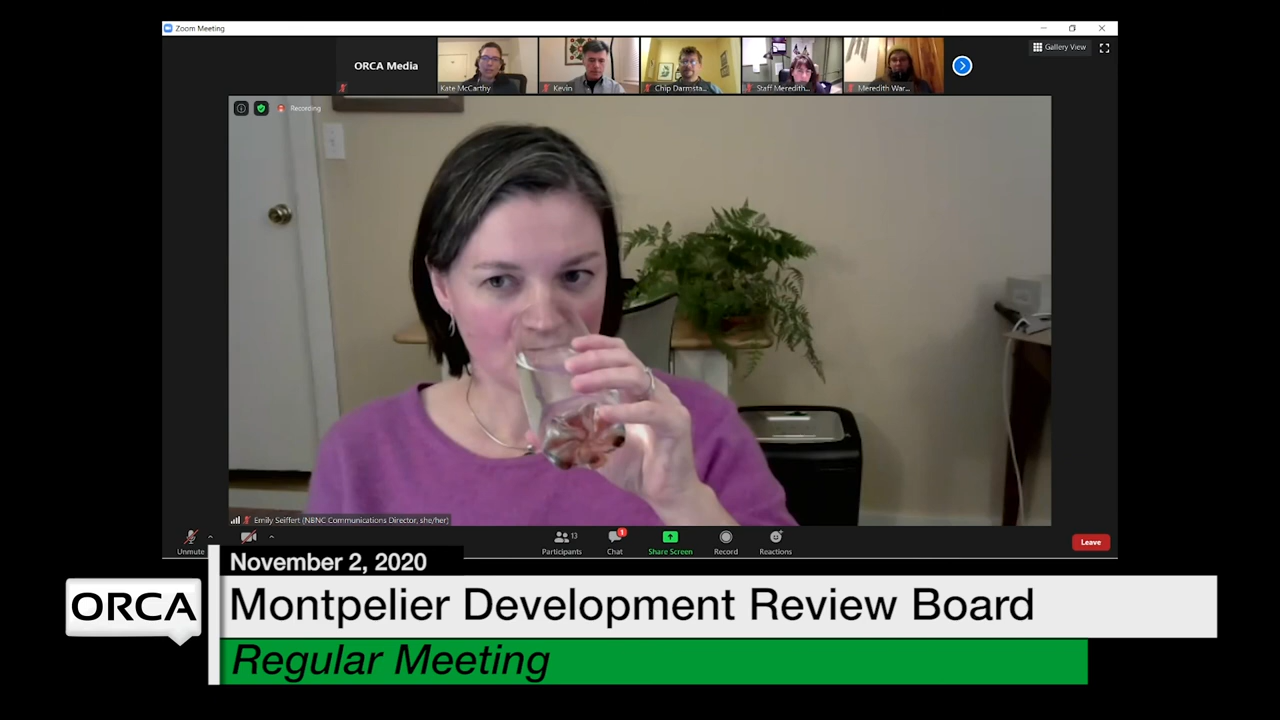 Zoom Meeting
ORCA Media
Kate McCarthy
Kevin
Chip Darmsta...
Staff Meredith...
Meredith War...
Gallery View
Recording
Emily Seiffert (NBNC Communications Director, she/her)
Unmute
13
Participants
1
Chat
Share Screen
Record
Reactions
Leave
November 2, 2020
ORCA
Montpelier Development Review Board
Regular Meeting